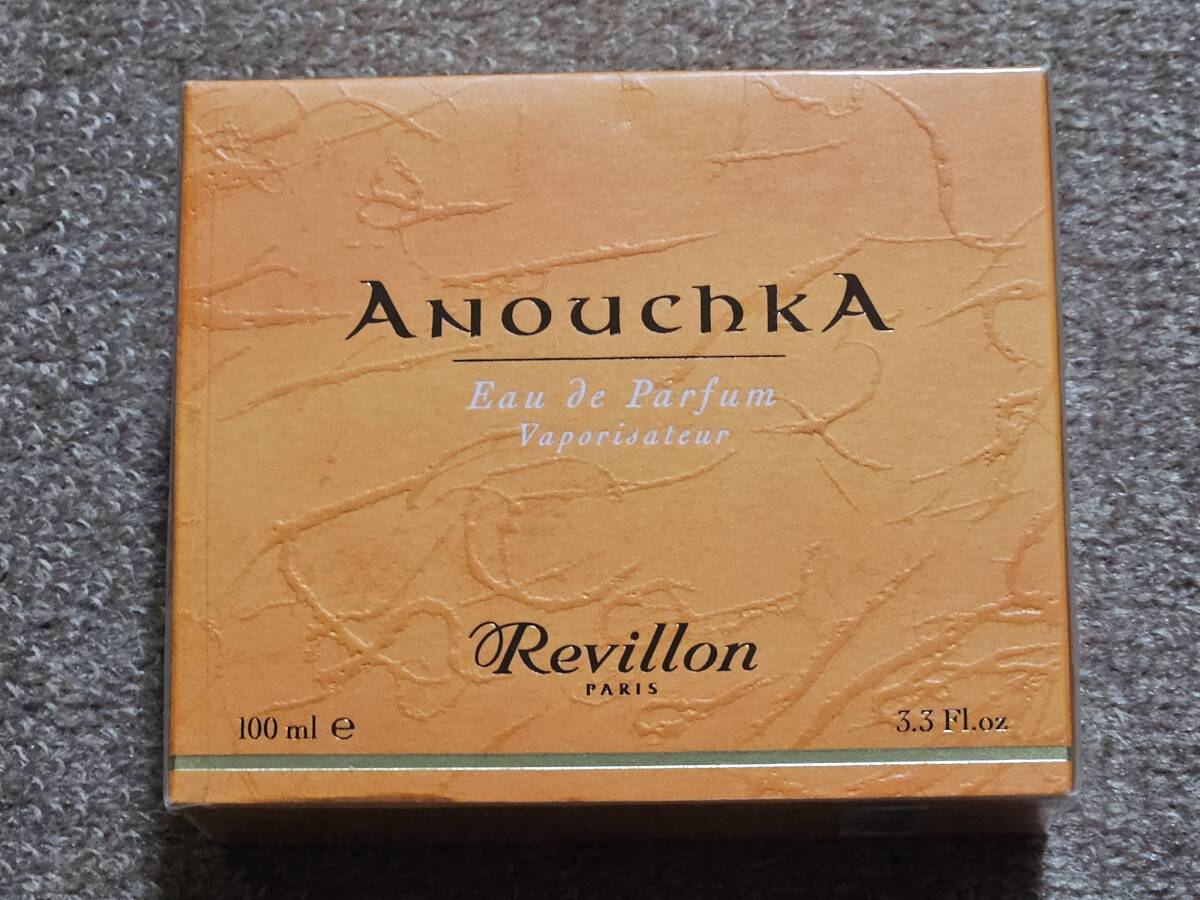 ANOUCHKA
Eau de Parfum
Vaporisateur
Revillon
PARIS
100 ml ℮
3.3 Fl.oz